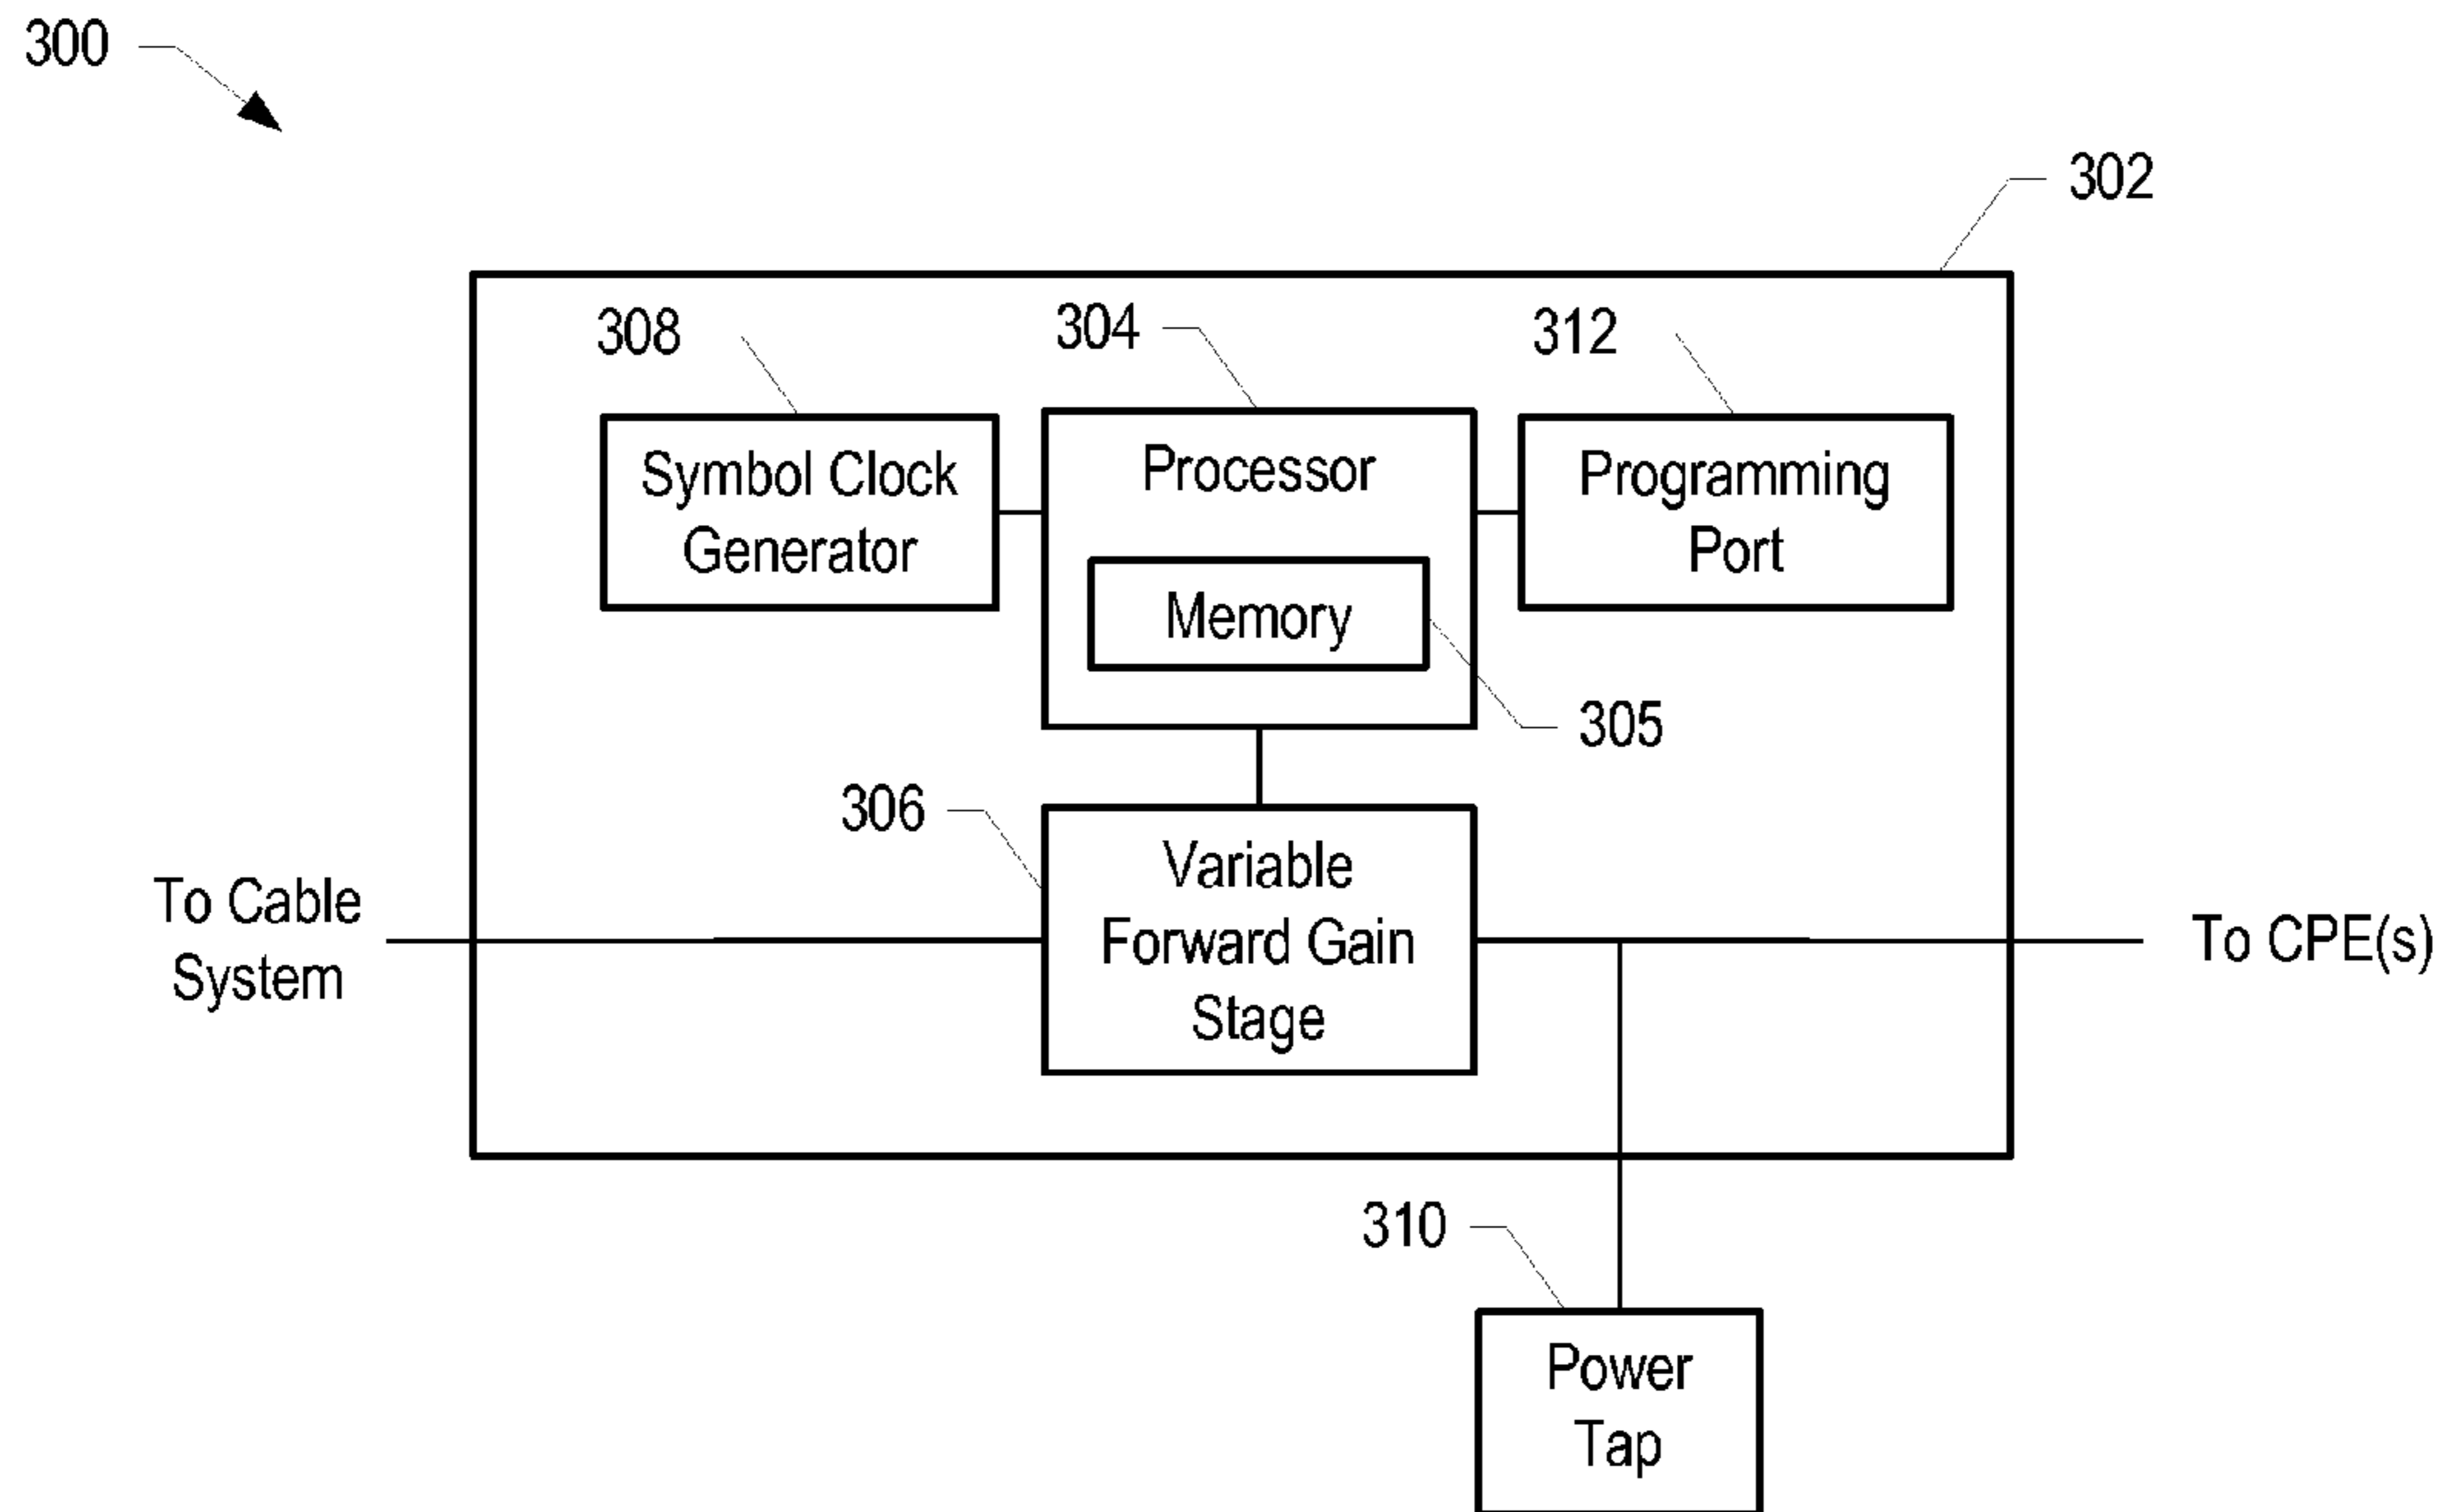 300
302
308
304
312
Symbol Clock
Generator
Processor
Programming
Port
Memory
305
306
Variable
Forward Gain
Stage
To Cable
System
To CPE(s)
310
Power
Tap